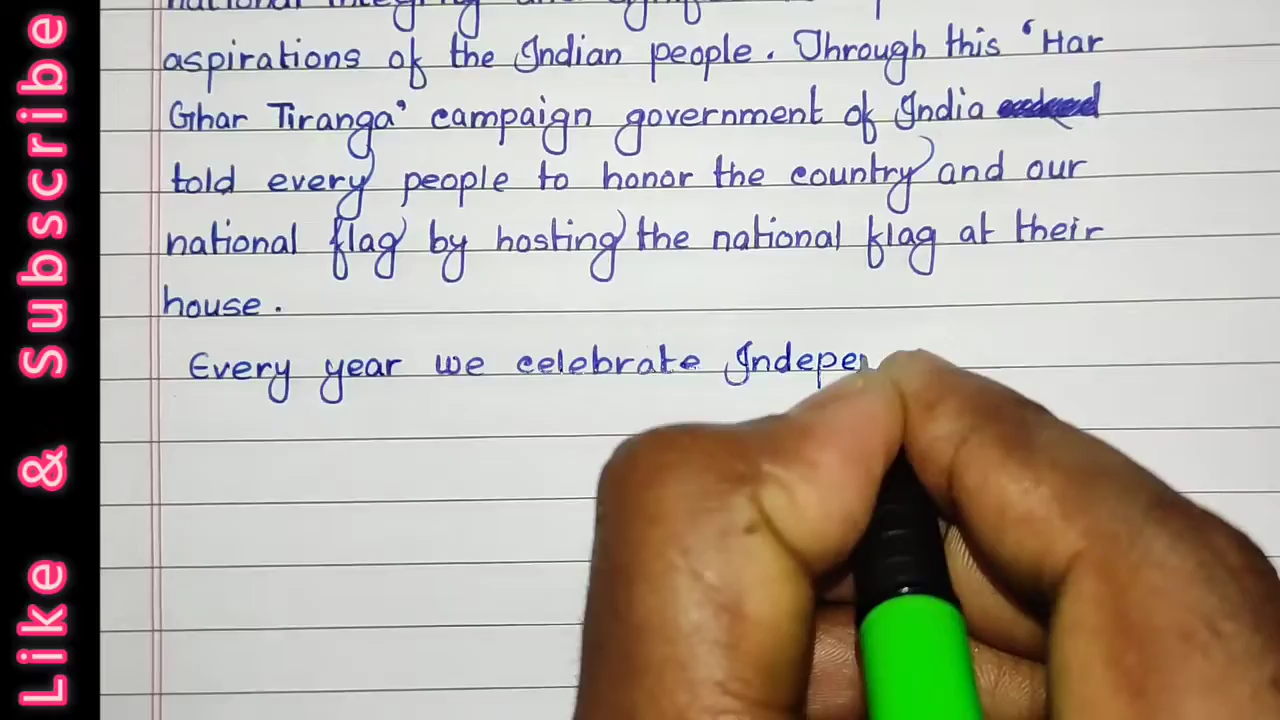 Like & Subscribe
national
aspirations of the Indian people. Through this ‘Har
Ghar Tiranga’ campaign government of India
told every people to honor the country and our
national flag by hosting the national flag at their
house.
Every year we celebrate Indepen